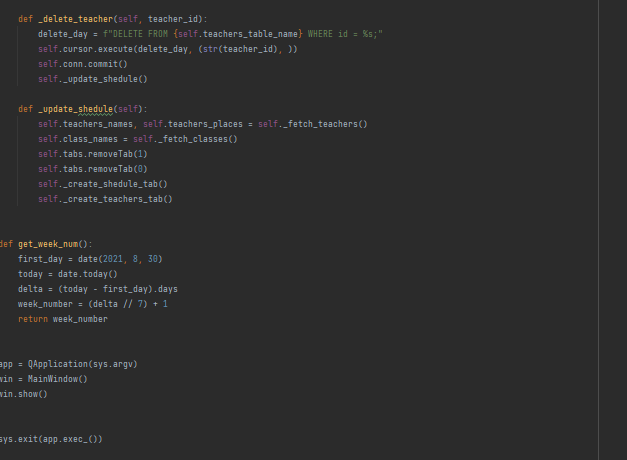 def _delete_teacher(self, teacher_id):
delete_day = f"DELETE FROM {self.teachers_table_name} WHERE id = %s;"
self.cursor.execute(delete_day, (str(teacher_id), ))
self.conn.commit()
self._update_shedule()
def _update_shedule(self):
self.teachers_names, self.teachers_places = self._fetch_teachers()
self.class_names = self._fetch_classes()
self.tabs.removeTab(1)
self.tabs.removeTab(0)
self._create_shedule_tab()
self._create_teachers_tab()
def get_week_num():
first_day = date(2021, 8, 30)
today = date.today()
delta = (today - first_day).days
week_number = (delta // 7) + 1
return week_number
app = QApplication(sys.argv)
win = MainWindow()
win.show()
sys.exit(app.exec_())